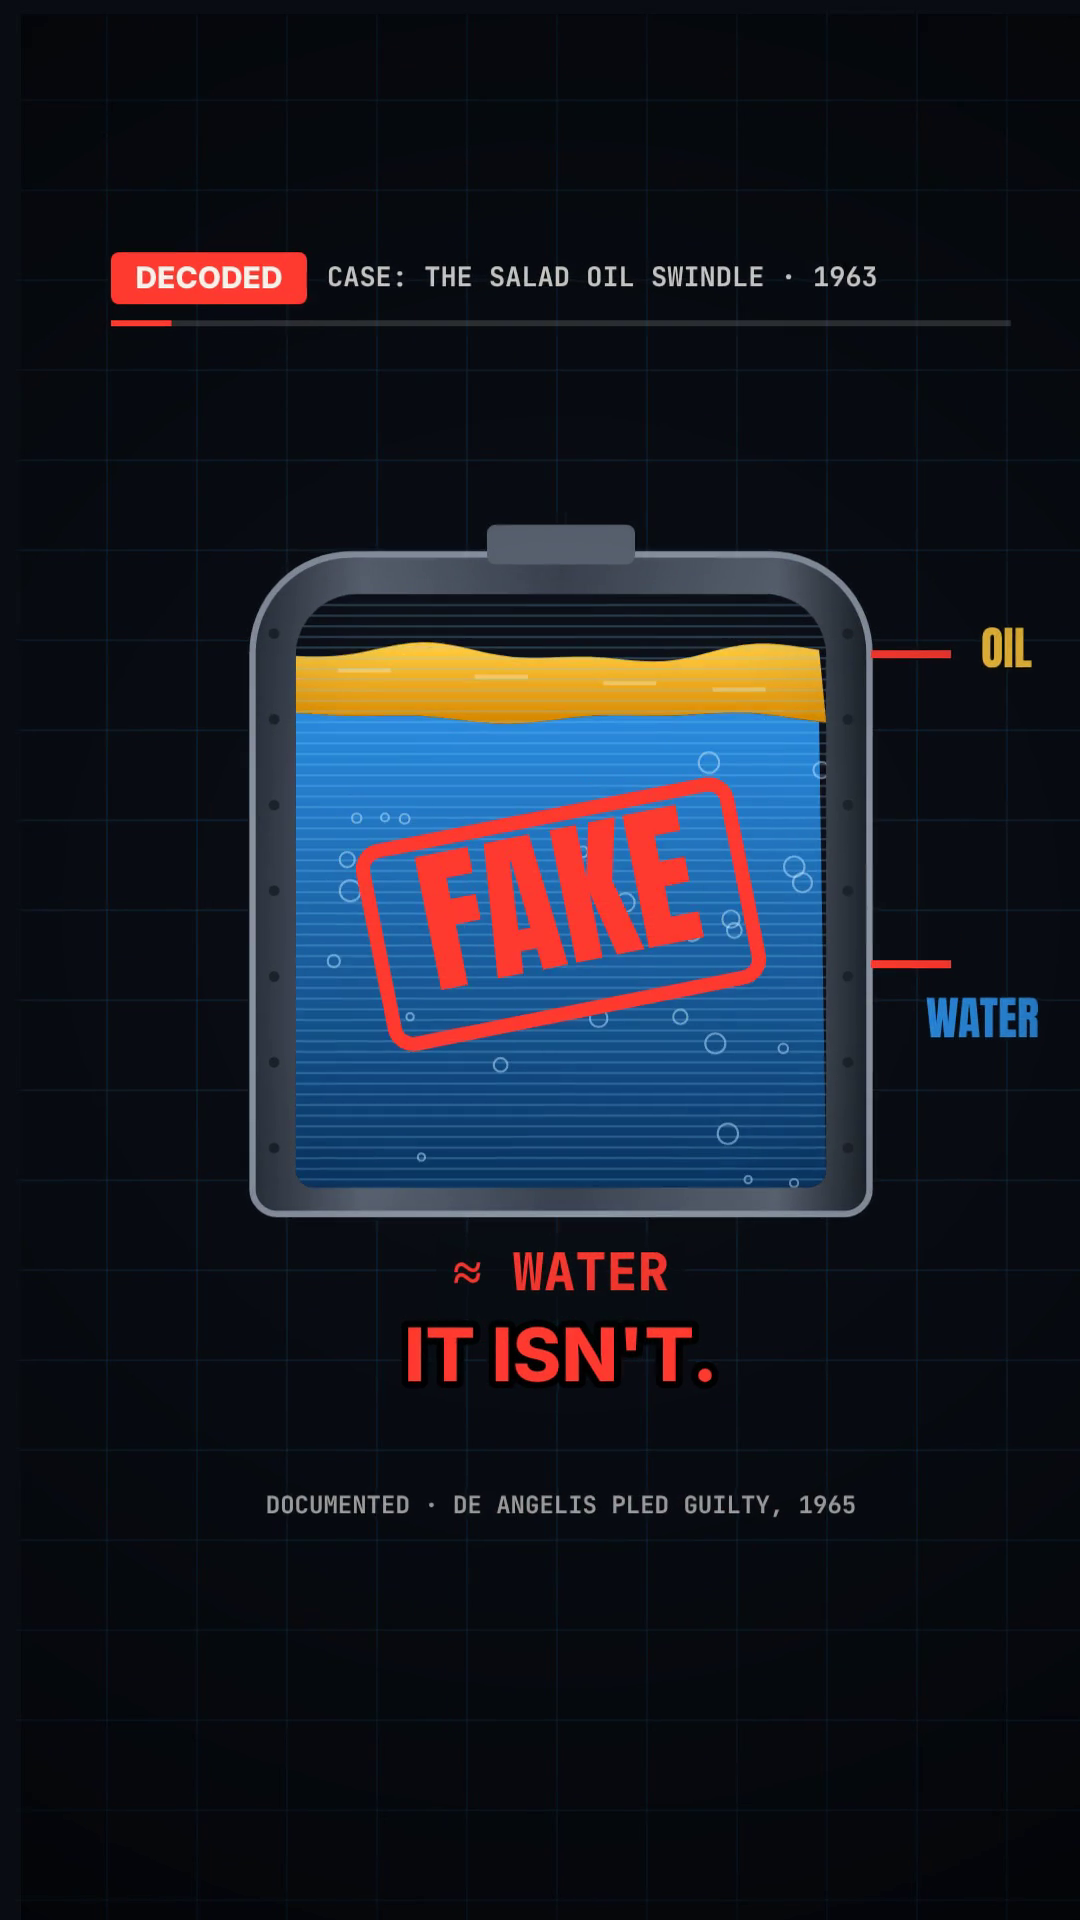 DECODED CASE: THE SALAD OIL SWINDLE · 1963
OIL
FAKE
WATER
≈ WATER
IT ISN'T.
DOCUMENTED · DE ANGELIS PLED GUILTY, 1965